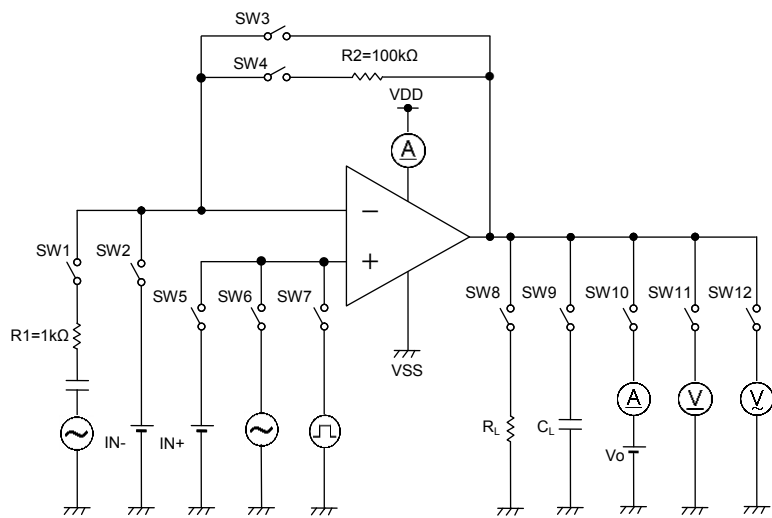 SW3
R2=100kΩ
SW4
VDD
A
−
+
SW1
SW2
SW5
SW6
SW7
SW8
SW9
SW10
SW11
SW12
R1=1kΩ
VSS
A
V
V
IN-
IN+
RL
CL
Vo